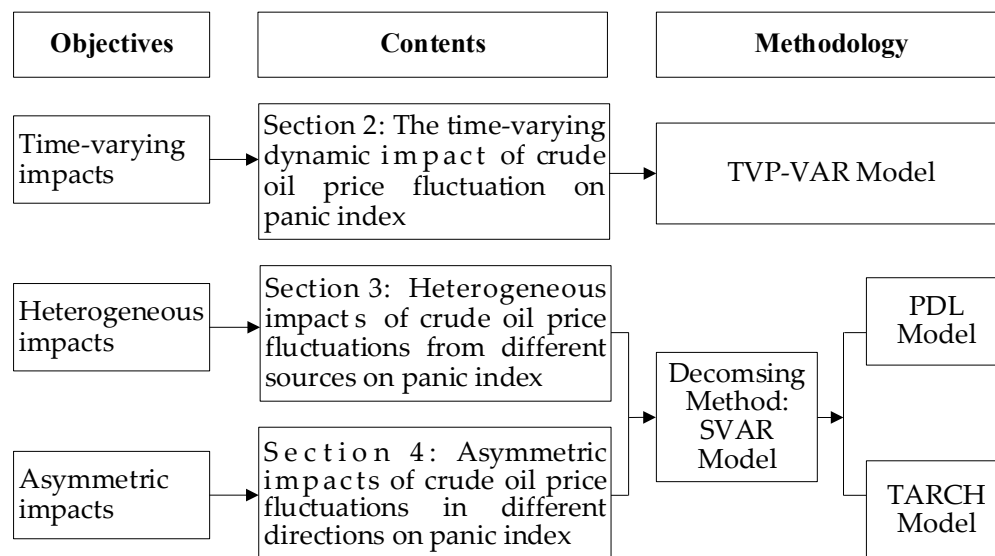 Objectives
Contents
Methodology
Time-varying
impacts
Section 2: The time-varying
dynamic impact of crude
oil price fluctuation on
panic index
TVP-VAR Model
Heterogeneous
impacts
Section 3: Heterogeneous
impacts of crude oil price
fluctuations from different
sources on panic index
Decomsing
Method:
SVAR
Model
PDL
Model
Asymmetric
impacts
Section 4: Asymmetric
impacts of crude oil price
fluctuations in different
directions on panic index
TARCH
Model